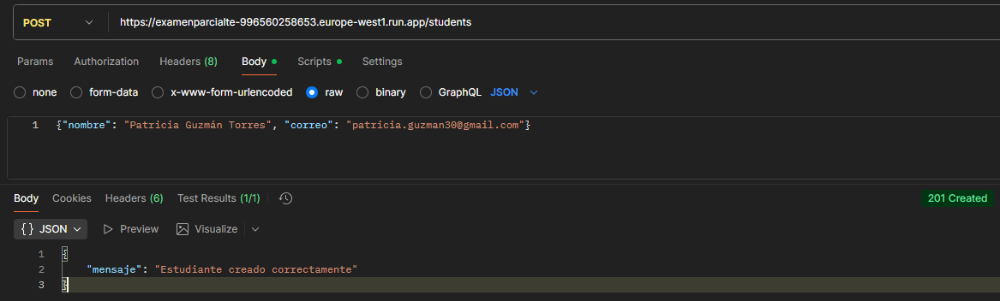 POST https://examenparcialte-996560258653.europe-west1.run.app/students
Params Authorization Headers (8) Body Scripts Settings
none form-data x-www-form-urlencoded raw binary GraphQL JSON
1 {"nombre": "Patricia Guzmán Torres", "correo": "patricia.guzman30@gmail.com"}
Body Cookies Headers (6) Test Results (1/1) 201 Created
{} JSON Preview Visualize
1 {
2 "mensaje": "Estudiante creado correctamente"
3 }